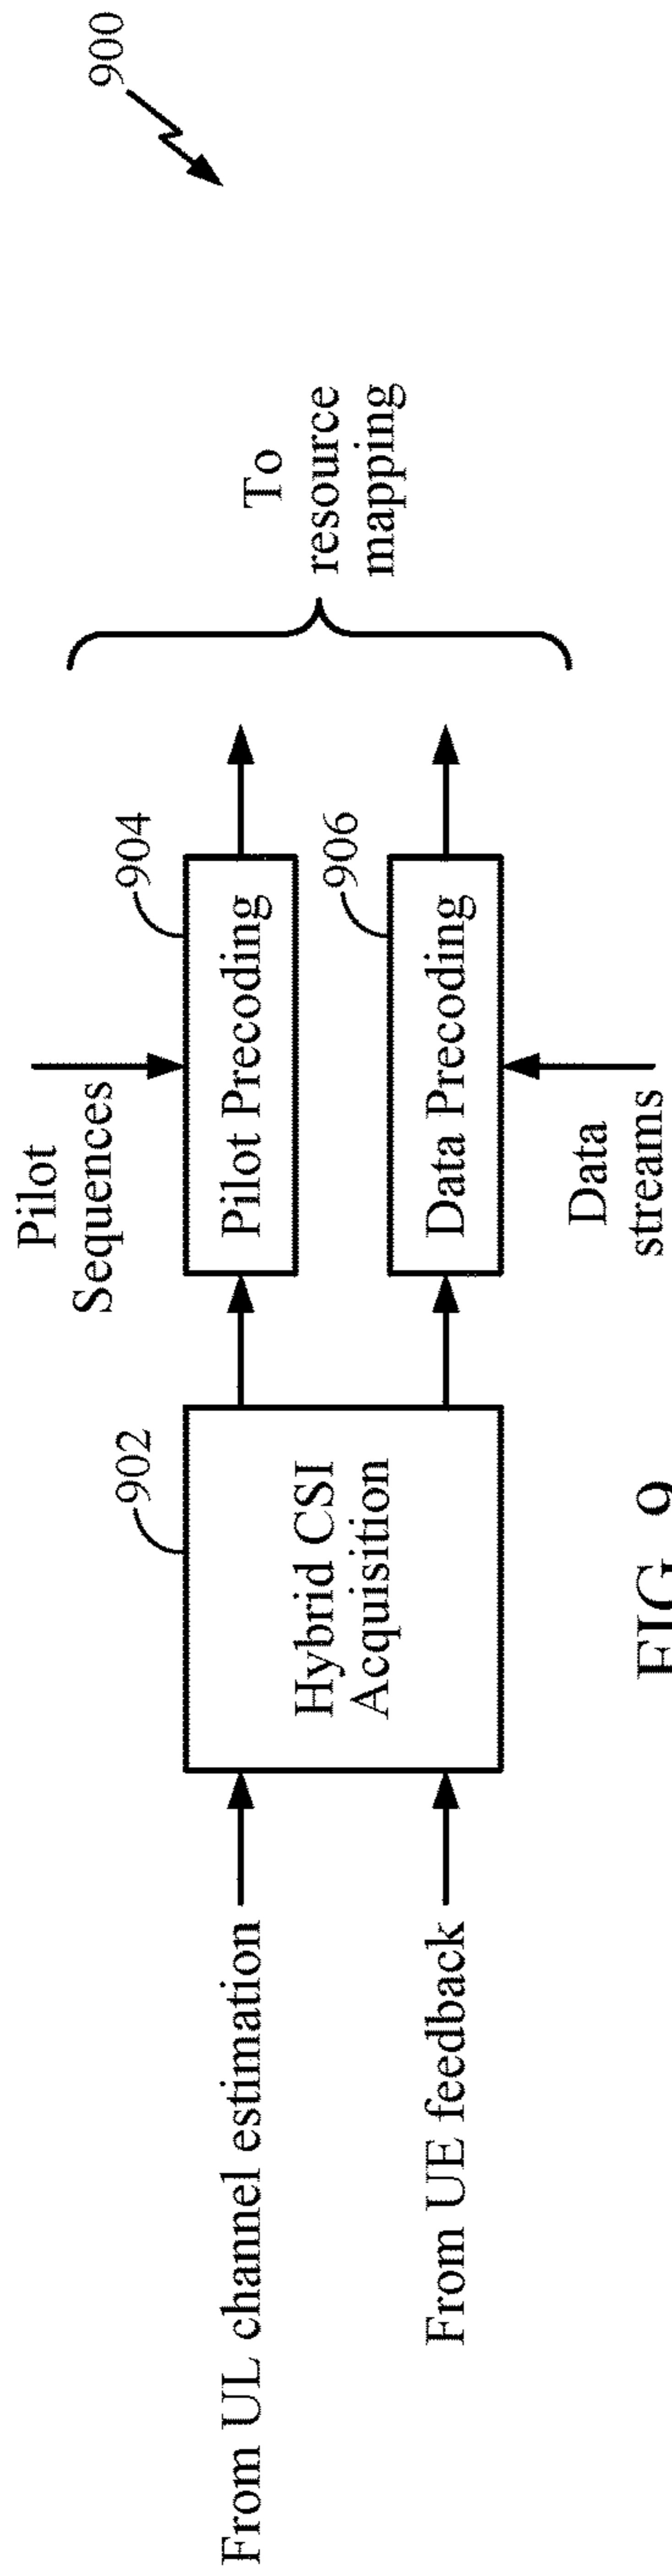 900
From UL channel estimation
From UE feedback
902
Hybrid CSI
Acquisition
Pilot
Sequences
904
Pilot Precoding
906
Data Precoding
Data
streams
To
resource
mapping
FIG. 9